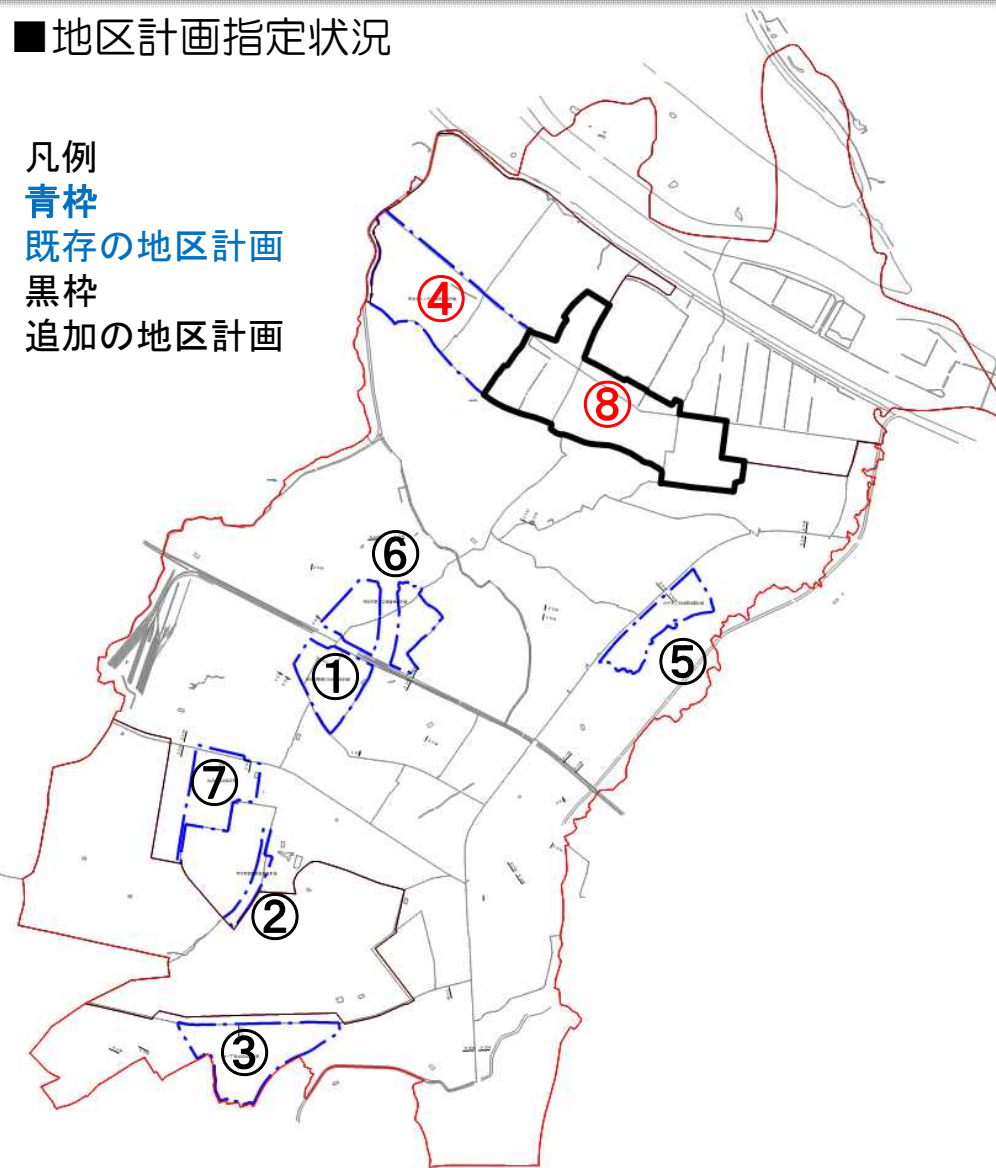 ■地区計画指定状況
凡例
青枠
既存の地区計画
黒枠
追加の地区計画
④
⑧
⑥
①
⑤
⑦
②
③